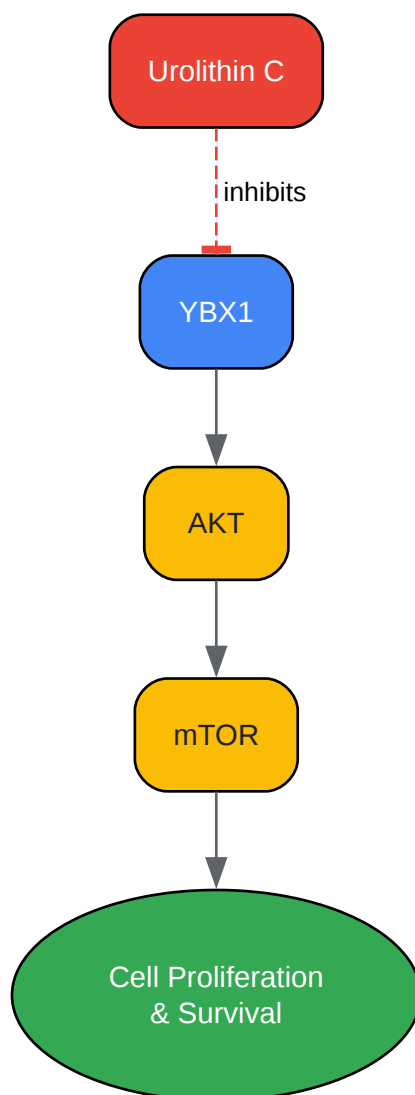 Urolithin C
inhibits
YBX1
AKT
mTOR
Cell Proliferation
& Survival